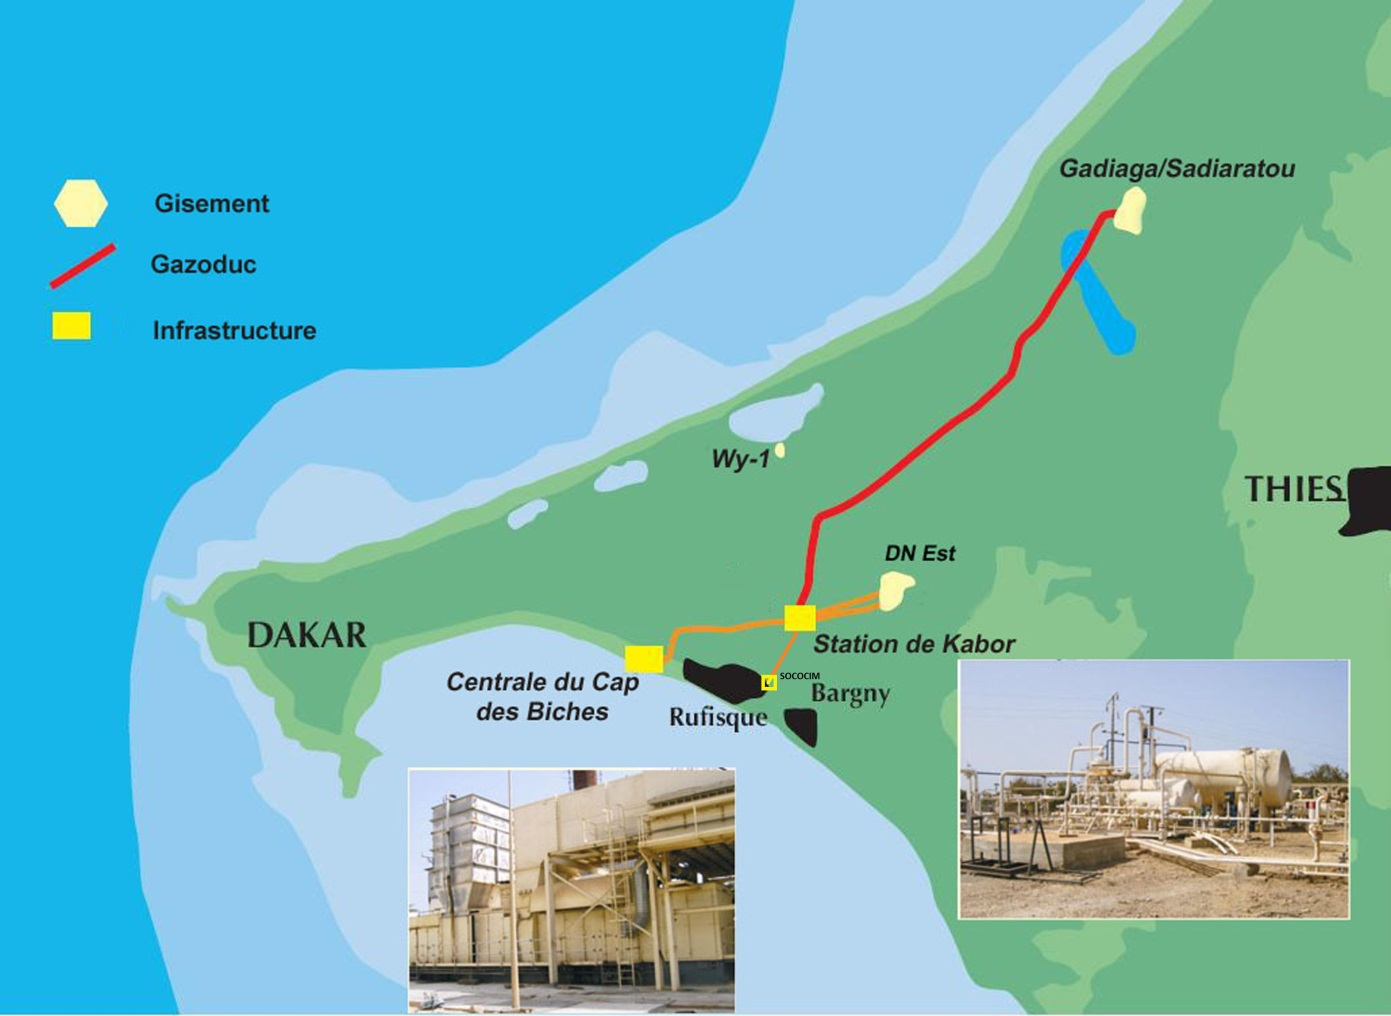 Gadiaga/Sadiaratou
Gisement
Gazoduc
Infrastructure
Wy-1
THIES
DN Est
DAKAR
Station de Kabor
Centrale du Cap
des Biches
SOCOCIM
Bargny
Rufisque